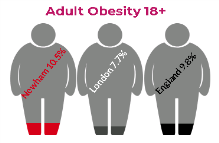 Adult Obesity 18+
Newham 10.5%
London 7.7%
England 9.8%